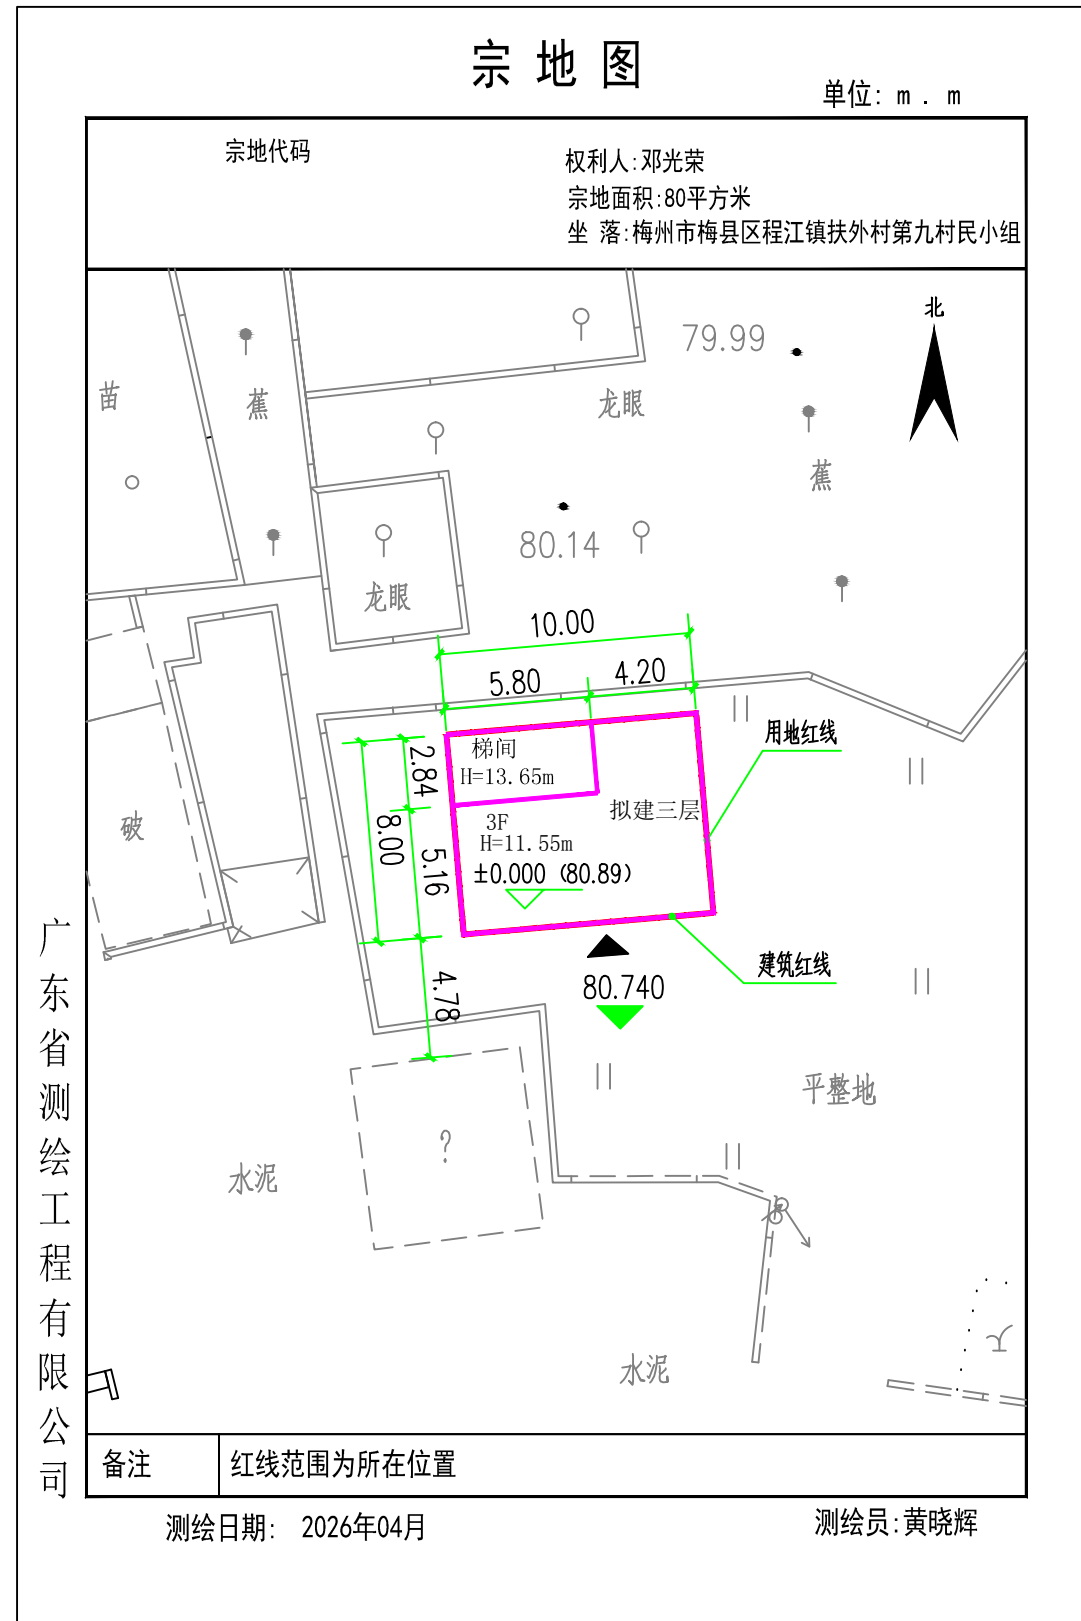 宗地图
单位: m . m
宗地代码
权利人:邓光荣
宗地面积:80平方米
坐 落:梅州市梅县区程江镇扶外村第九村民小组
北
79.99
苗
蕉
龙眼
蕉
80.14
龙眼
10.00
5.80
4.20
用地红线
梯间
H=13.65m
2.84
拟建三层
破
8.00
3F
H=11.55m
5.16
±0.000 (80.89)
建筑红线
4.78
80.740
平整地
?
水泥
水泥
广东省测绘工程有限公司
备注
红线范围为所在位置
测绘日期: 2026年04月
测绘员:黄晓辉